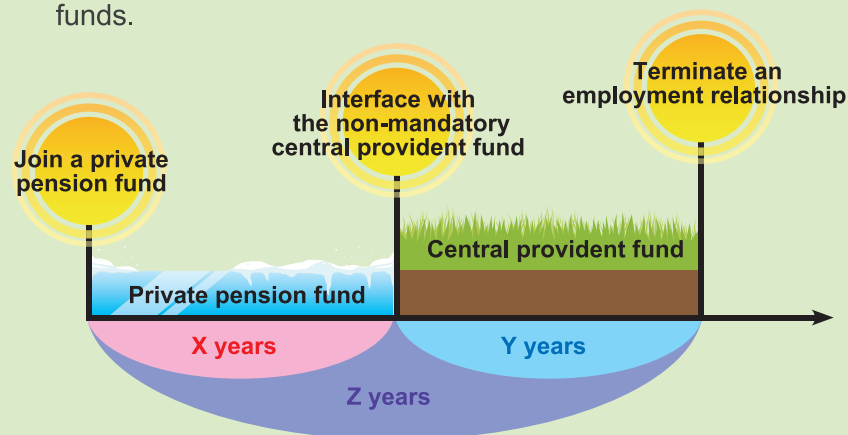 funds.
Join a private
pension fund
Interface with
the non-mandatory
central provident fund
Terminate an
employment relationship
Private pension fund
Central provident fund
X years
Y years
Z years